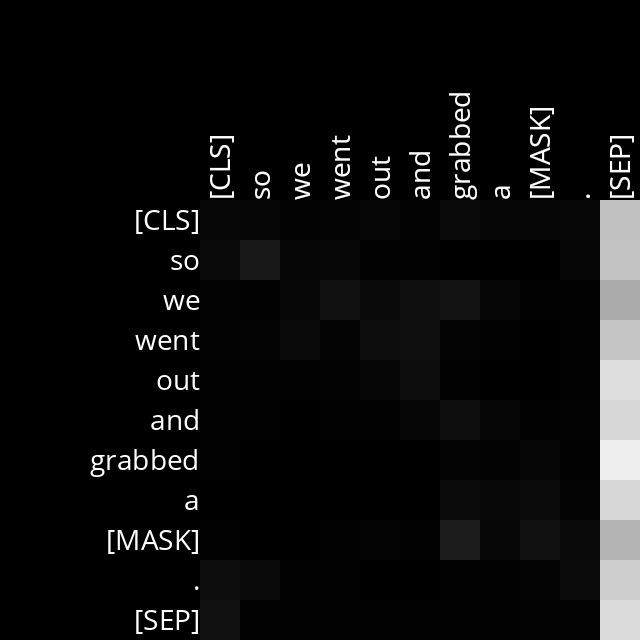 [CLS] so we went out and grabbed a [MASK] . [SEP]
[CLS]
so
we
went
out
and
grabbed
a
[MASK]
.
[SEP]